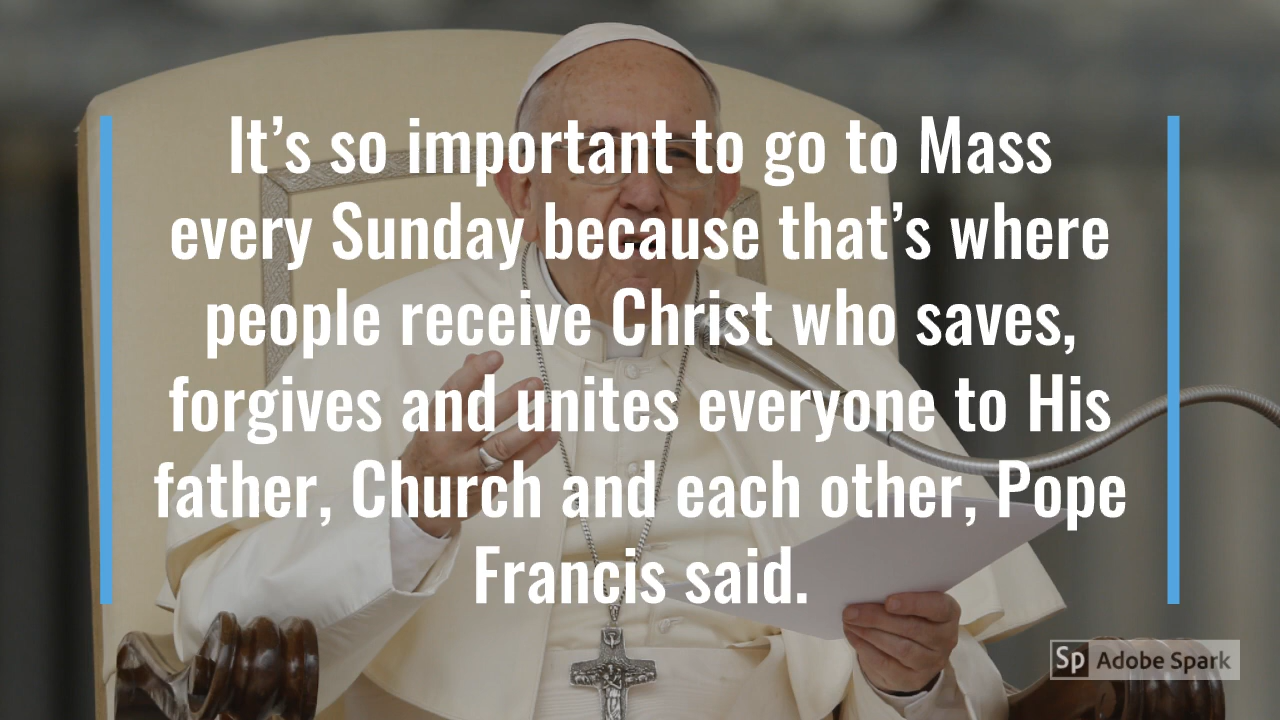 It’s so important to go to Mass
every Sunday because that’s where
people receive Christ who saves,
forgives and unites everyone to His
father, Church and each other, Pope
Francis said.
Sp Adobe Spark